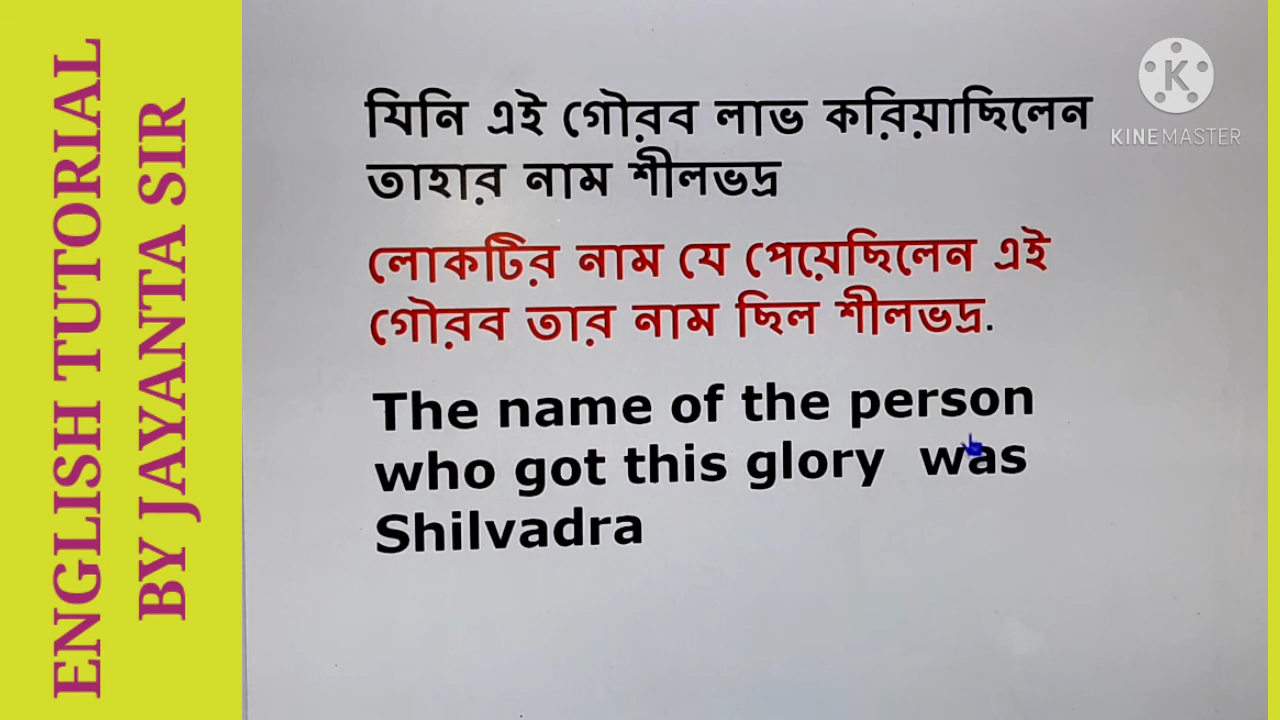 ENGLISH TUTORIAL
BY JAYANTA SIR
যিনি এই গৌরব লাভ করিয়াছিলেন
তাহার নাম শীলভদ্র
লোকটির নাম যে পেয়েছিলেন এই
গৌরব তার নাম ছিল শীলভদ্র.
The name of the person
who got this glory was
Shilvadra
K
KINEMASTER